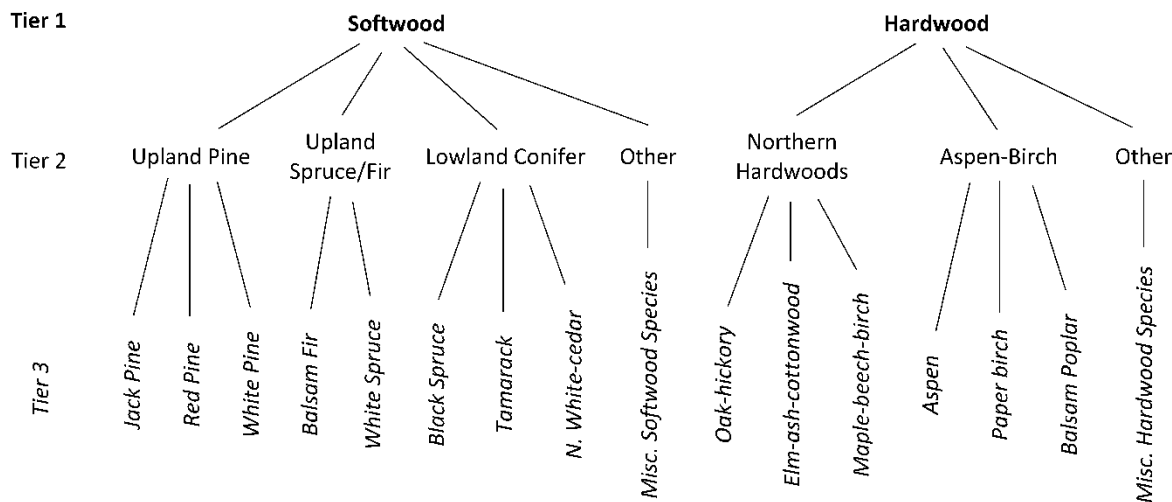 Tier 1
Softwood
Hardwood
Tier 2
Upland Pine
Upland
Spruce/Fir
Lowland Conifer
Other
Northern
Hardwoods
Aspen-Birch
Other
Tier 3
Jack Pine
Red Pine
White Pine
Balsam Fir
White Spruce
Black Spruce
Tamarack
N. White-cedar
Misc. Softwood Species
Oak-hickory
Elm-ash-cottonwood
Maple-beech-birch
Aspen
Paper birch
Balsam Poplar
Misc. Hardwood Species